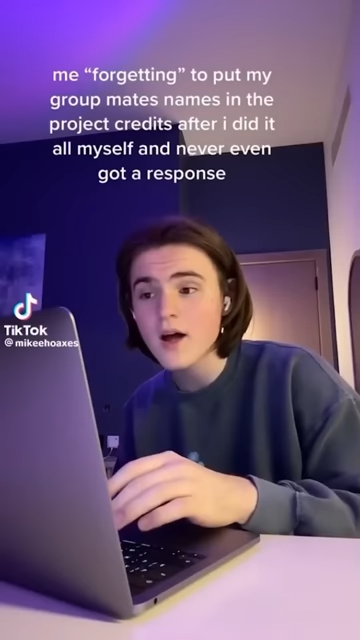 me “forgetting” to put my
group mates names in the
project credits after i did it
all myself and never even
got a response
TikTok
@mikeehoaxes